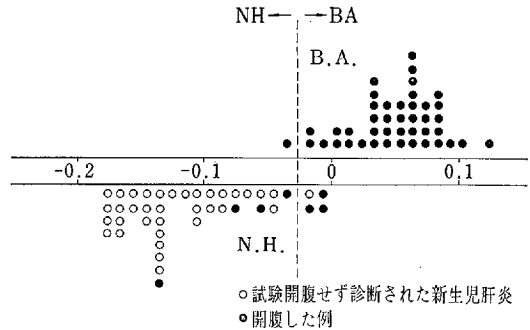 NH ← → BA
B.A.
-0.2 -0.1 0 0.1
N.H.
○試験開腹せず診断された新生児肝炎
●開腹した例